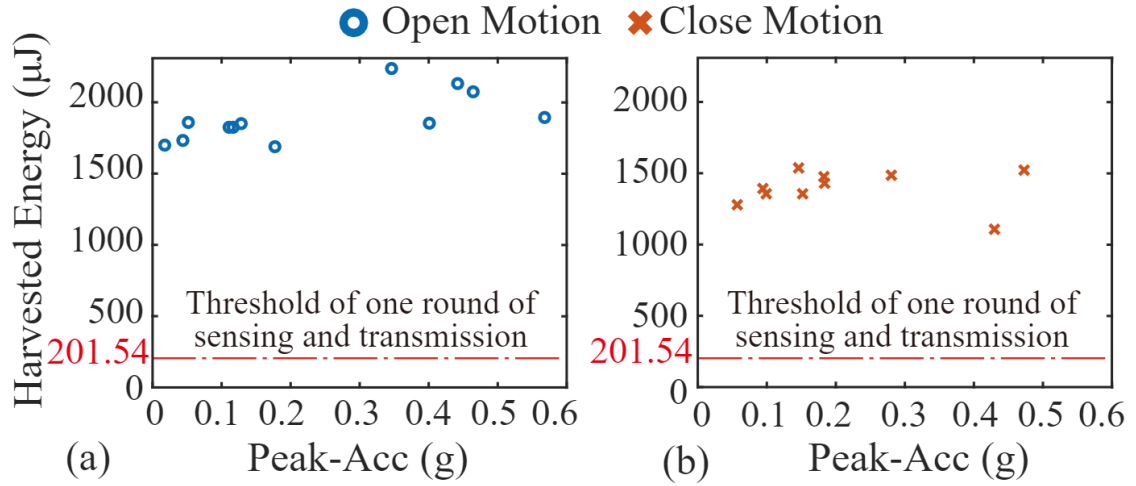 Open Motion Close Motion
Harvested Energy (μJ)
2000
1500
1000
500
201.54
0
Threshold of one round of
sensing and transmission
0 0.1 0.2 0.3 0.4 0.5 0.6
(a) Peak-Acc (g)
2000
1500
1000
500
201.54
0
Threshold of one round of
sensing and transmission
0 0.1 0.2 0.3 0.4 0.5 0.6
(b) Peak-Acc (g)